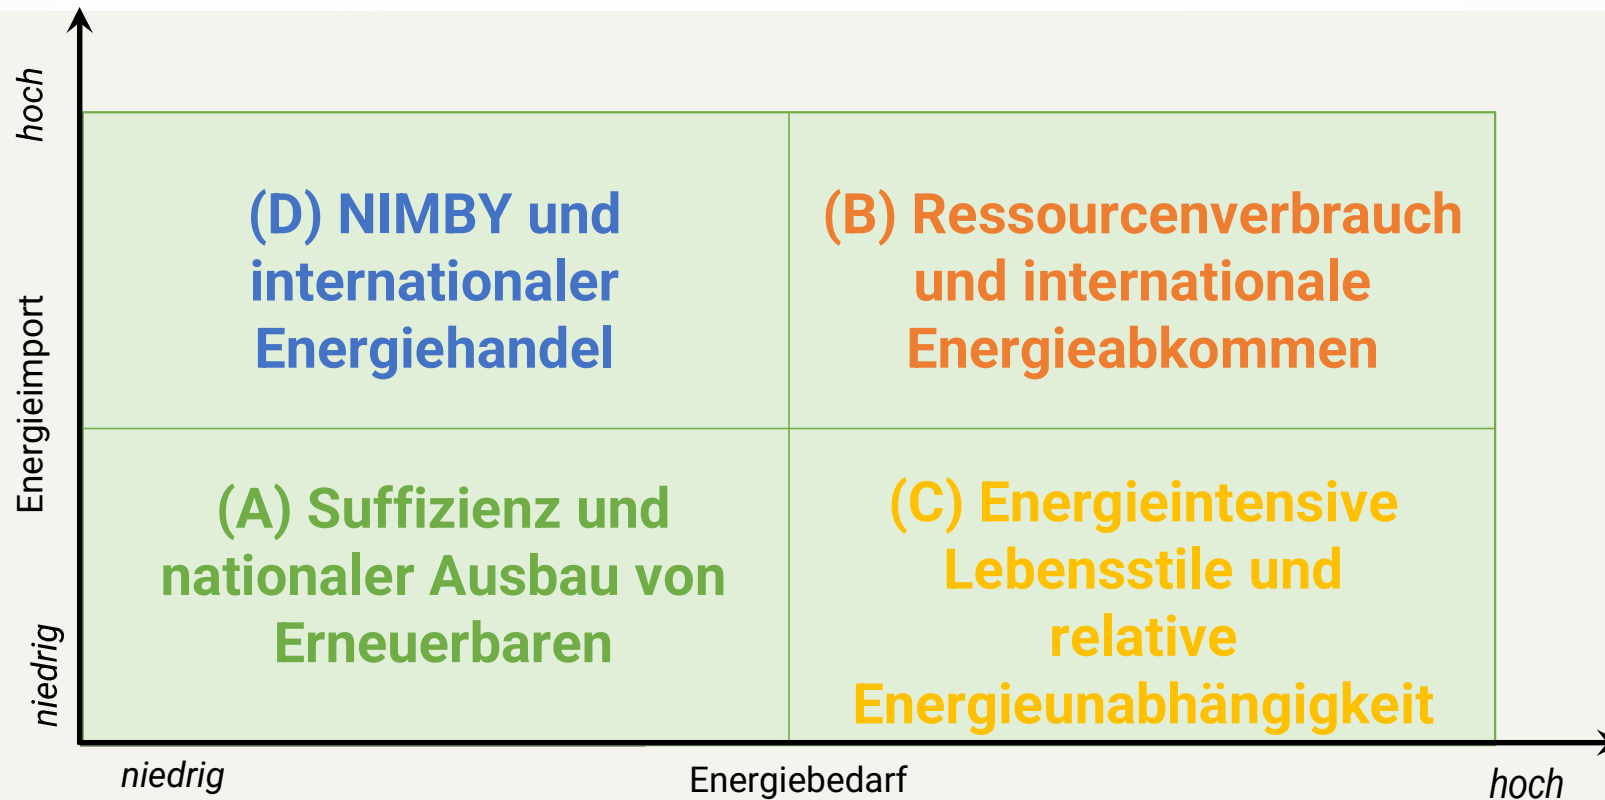 hoch
Energieimport
niedrig
(D) NIMBY und
internationaler
Energiehandel
(B) Ressourcenverbrauch
und internationale
Energieabkommen
(A) Suffizienz und
nationaler Ausbau von
Erneuerbaren
(C) Energieintensive
Lebensstile und
relative
Energieunabhängigkeit
niedrig
Energiebedarf
hoch